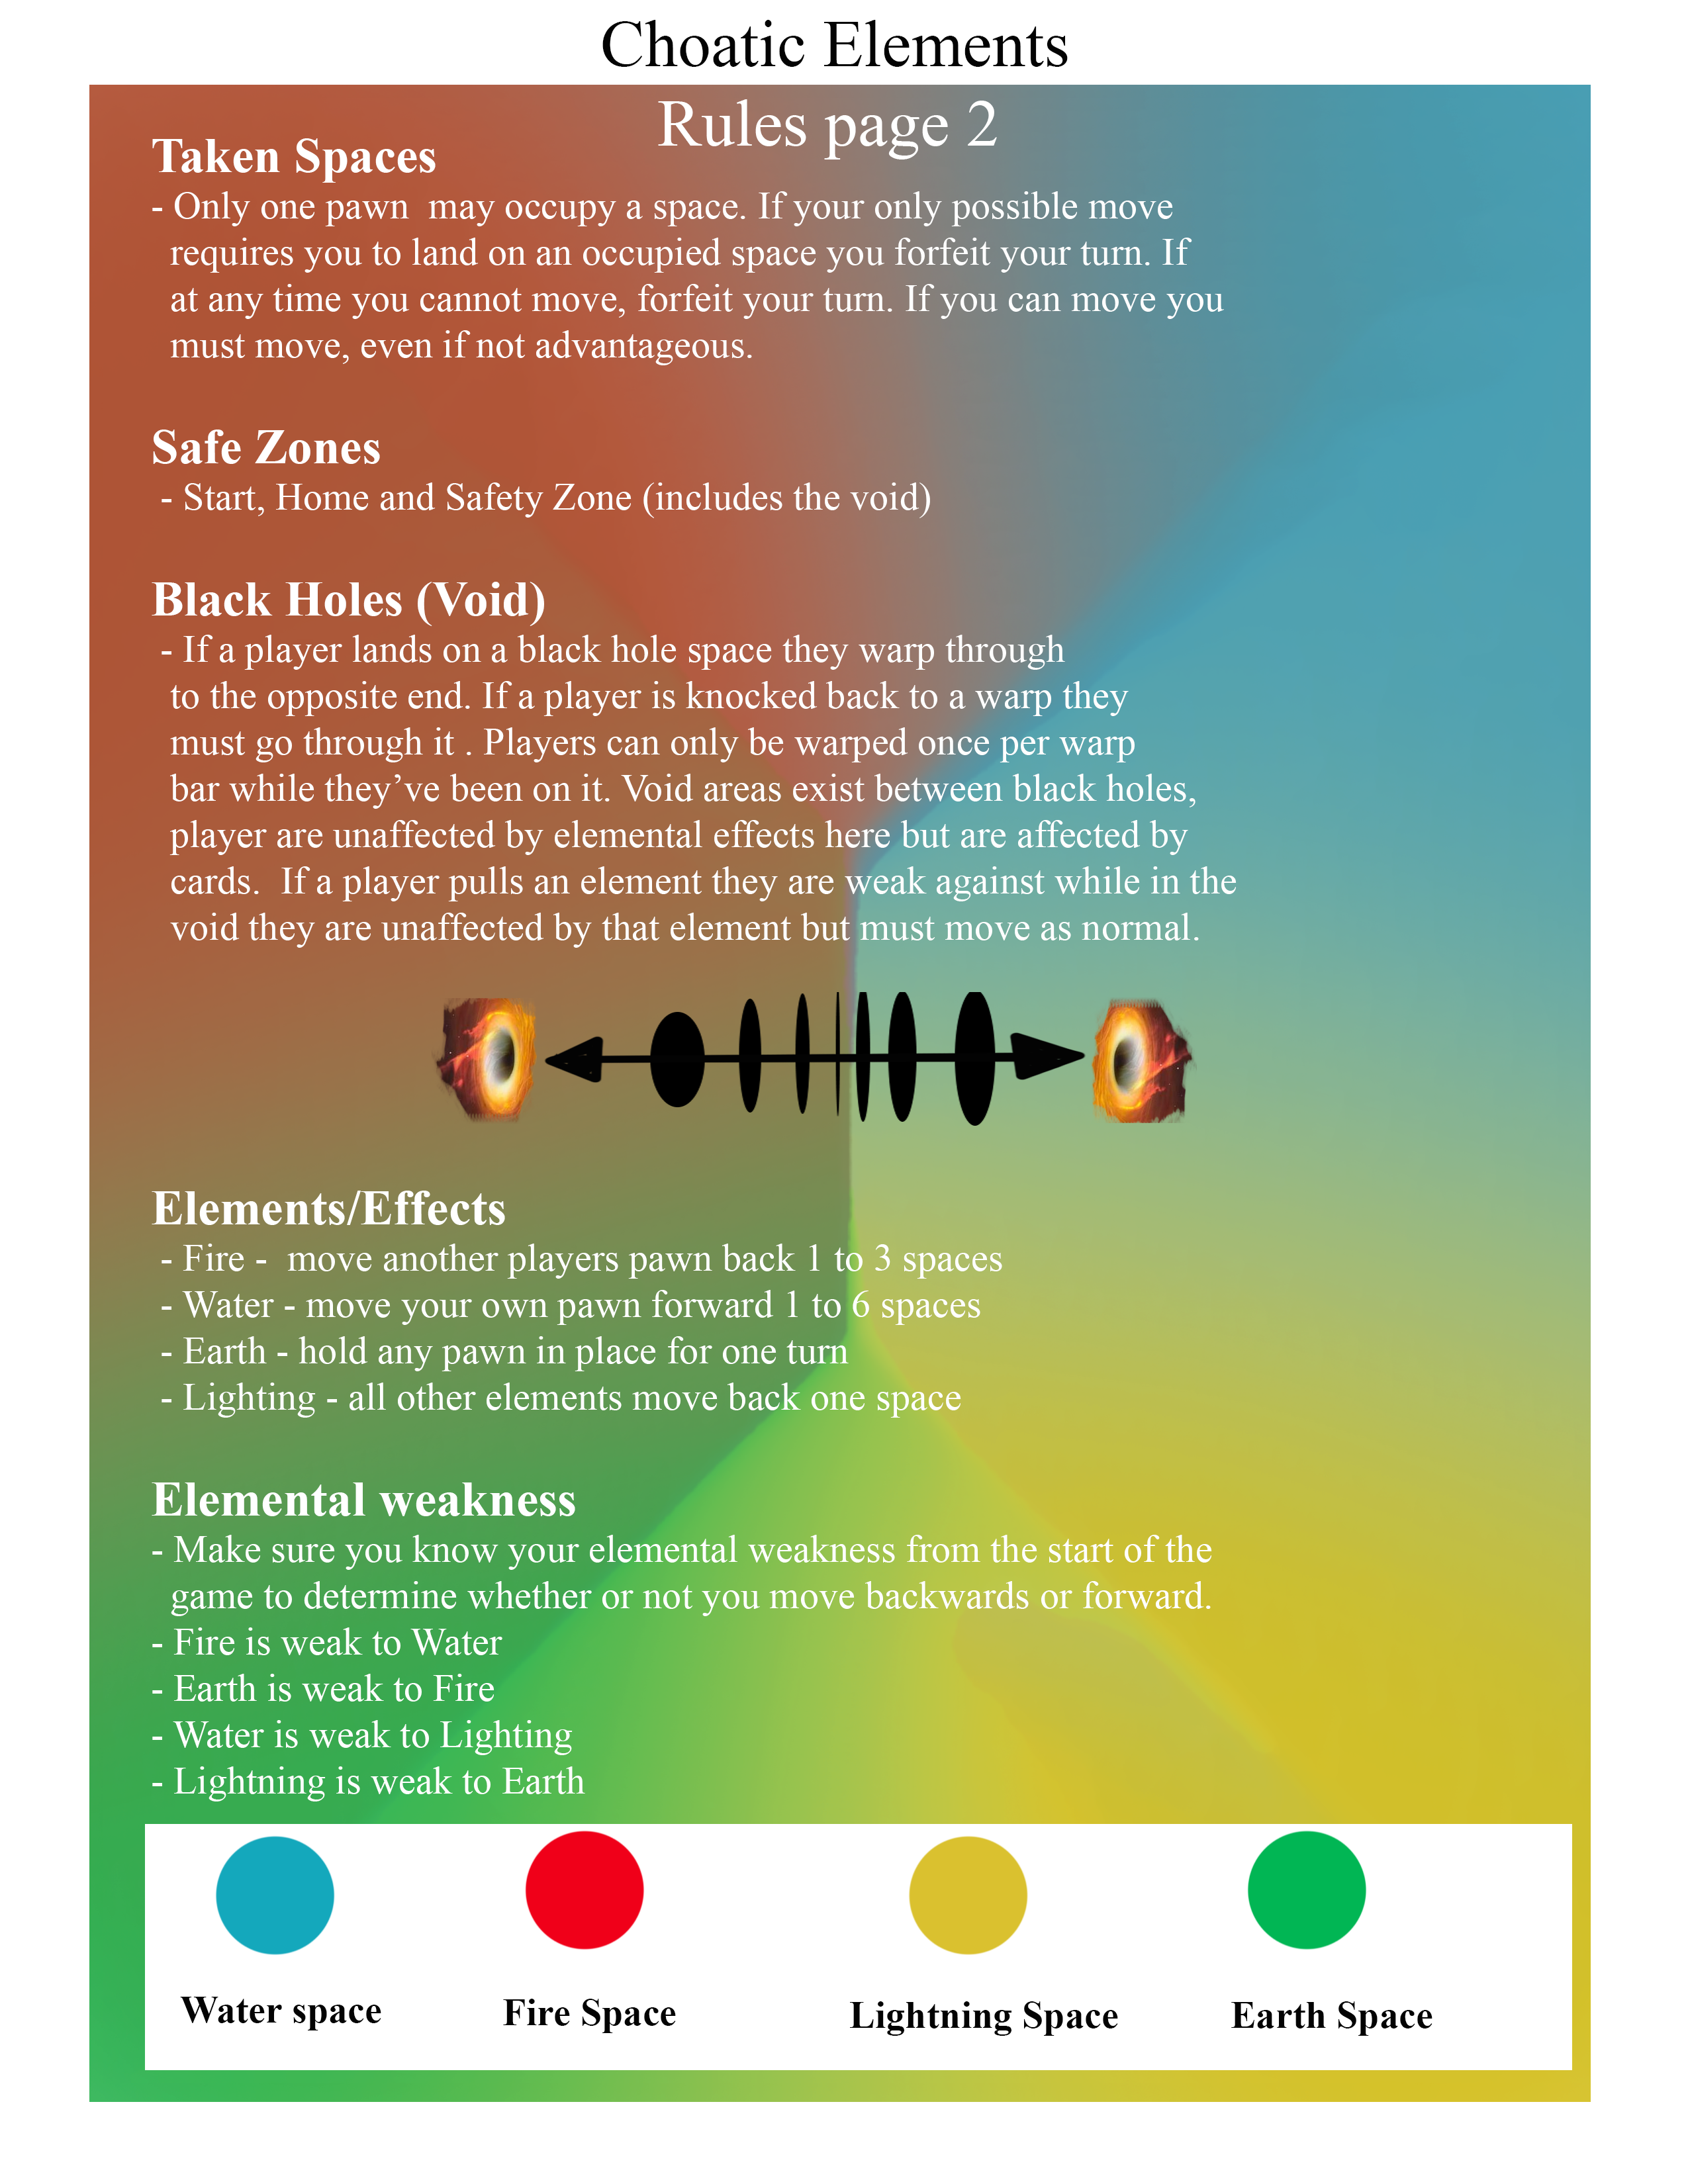 Choatic Elements
Rules page 2
Taken Spaces
- Only one pawn  may occupy a space. If your only possible move
requires you to land on an occupied space you forfeit your turn. If
at any time you cannot move, forfeit your turn. If you can move you
must move, even if not advantageous.
Safe Zones
- Start, Home and Safety Zone (includes the void)
Black Holes (Void)
- If a player lands on a black hole space they warp through
to the opposite end. If a player is knocked back to a warp they
must go through it . Players can only be warped once per warp
bar while they’ve been on it. Void areas exist between black holes,
player are unaffected by elemental effects here but are affected by
cards.  If a player pulls an element they are weak against while in the
void they are unaffected by that element but must move as normal.
Elements/Effects
- Fire -  move another players pawn back 1 to 3 spaces
- Water - move your own pawn forward 1 to 6 spaces
- Earth - hold any pawn in place for one turn
- Lighting - all other elements move back one space
Elemental weakness
- Make sure you know your elemental weakness from the start of the
game to determine whether or not you move backwards or forward.
- Fire is weak to Water
- Earth is weak to Fire
- Water is weak to Lighting
- Lightning is weak to Earth
Water space
Fire Space
Lightning Space
Earth Space